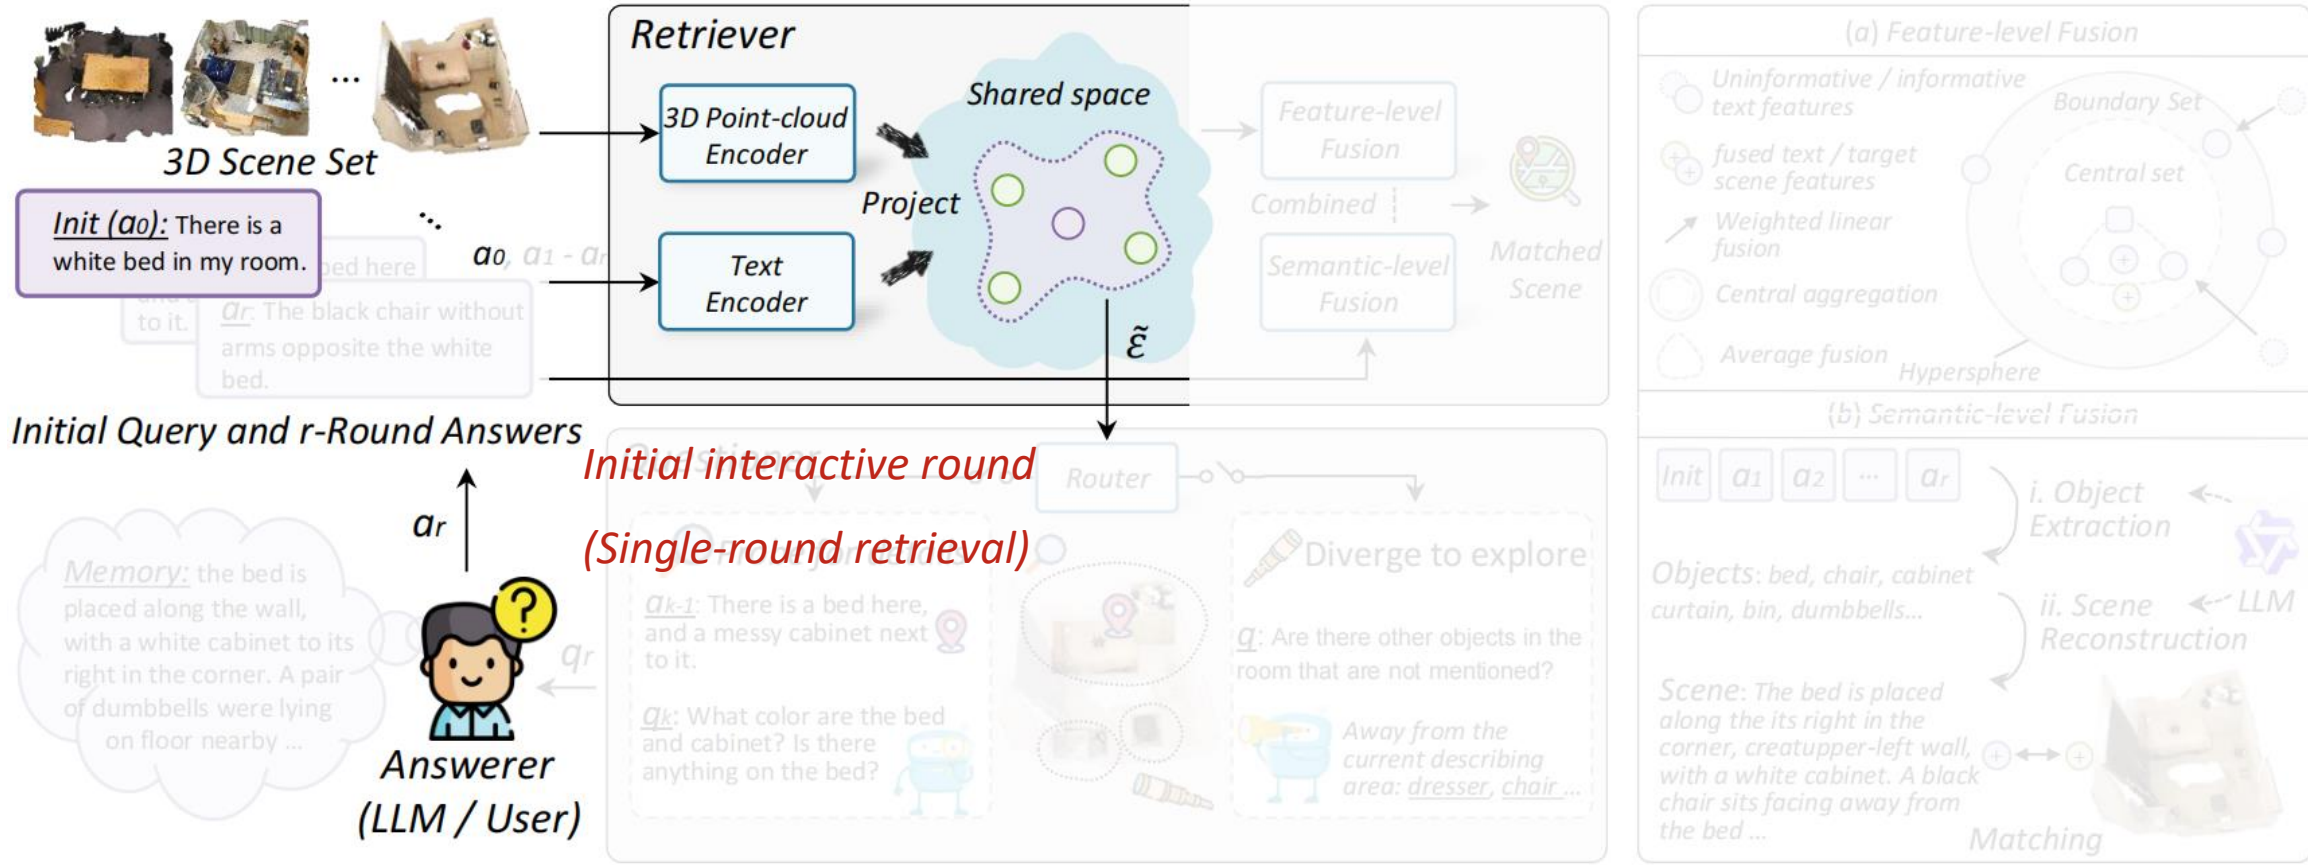 Retriever
3D Scene Set
Init (a0): There is a
white bed in my room.
bed here
to it.
ar: The black chair without
arms opposite the white
bed.
a0, a1 - ar
Initial Query and r-Round Answers
3D Point-cloud
Encoder
Text
Encoder
Project
Shared space
ε̃
Feature-level
Fusion
Combined
Semantic-level
Fusion
Matched
Scene
ar
Memory: the bed is
placed along the wall,
with a white cabinet to its
right in the corner. A pair
of dumbbells were lying
on floor nearby ...
qr
Answerer
(LLM / User)
Initial interactive round
(Single-round retrieval)
Router
ak-1: There is a bed here,
and a messy cabinet next
to it.
qk: What color are the bed
and cabinet? Is there
anything on the bed?
Diverge to explore
q: Are there other objects in the
room that are not mentioned?
Away from the
current describing
area: dresser, chair ...
(a) Feature-level Fusion
Uninformative / informative
text features
fused text / target
scene features
Weighted linear
fusion
Central aggregation
Average fusion
Boundary Set
Central set
Hypersphere
(b) Semantic-level Fusion
Init a1 a2 ... ar
i. Object
Extraction
Objects: bed, chair, cabinet
curtain, bin, dumbbells...
ii. Scene
Reconstruction
LLM
Scene: The bed is placed
along the its right in the
corner, creatupper-left wall,
with a white cabinet. A black
chair sits facing away from
the bed ...
Matching